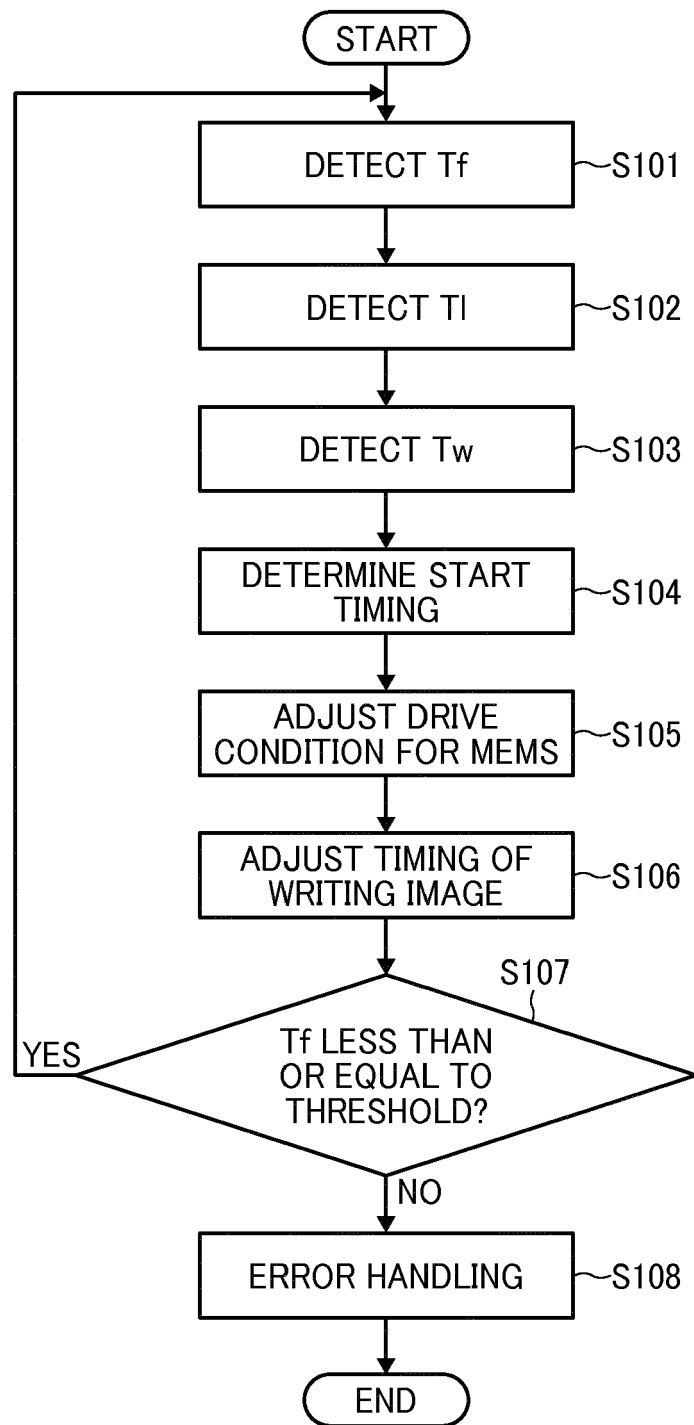 START
DETECT Tf
S101
DETECT Tl
S102
DETECT Tw
S103
DETERMINE START
TIMING
S104
ADJUST DRIVE
CONDITION FOR MEMS
S105
ADJUST TIMING OF
WRITING IMAGE
S106
S107
YES
Tf LESS THAN
OR EQUAL TO
THRESHOLD?
NO
ERROR HANDLING
S108
END